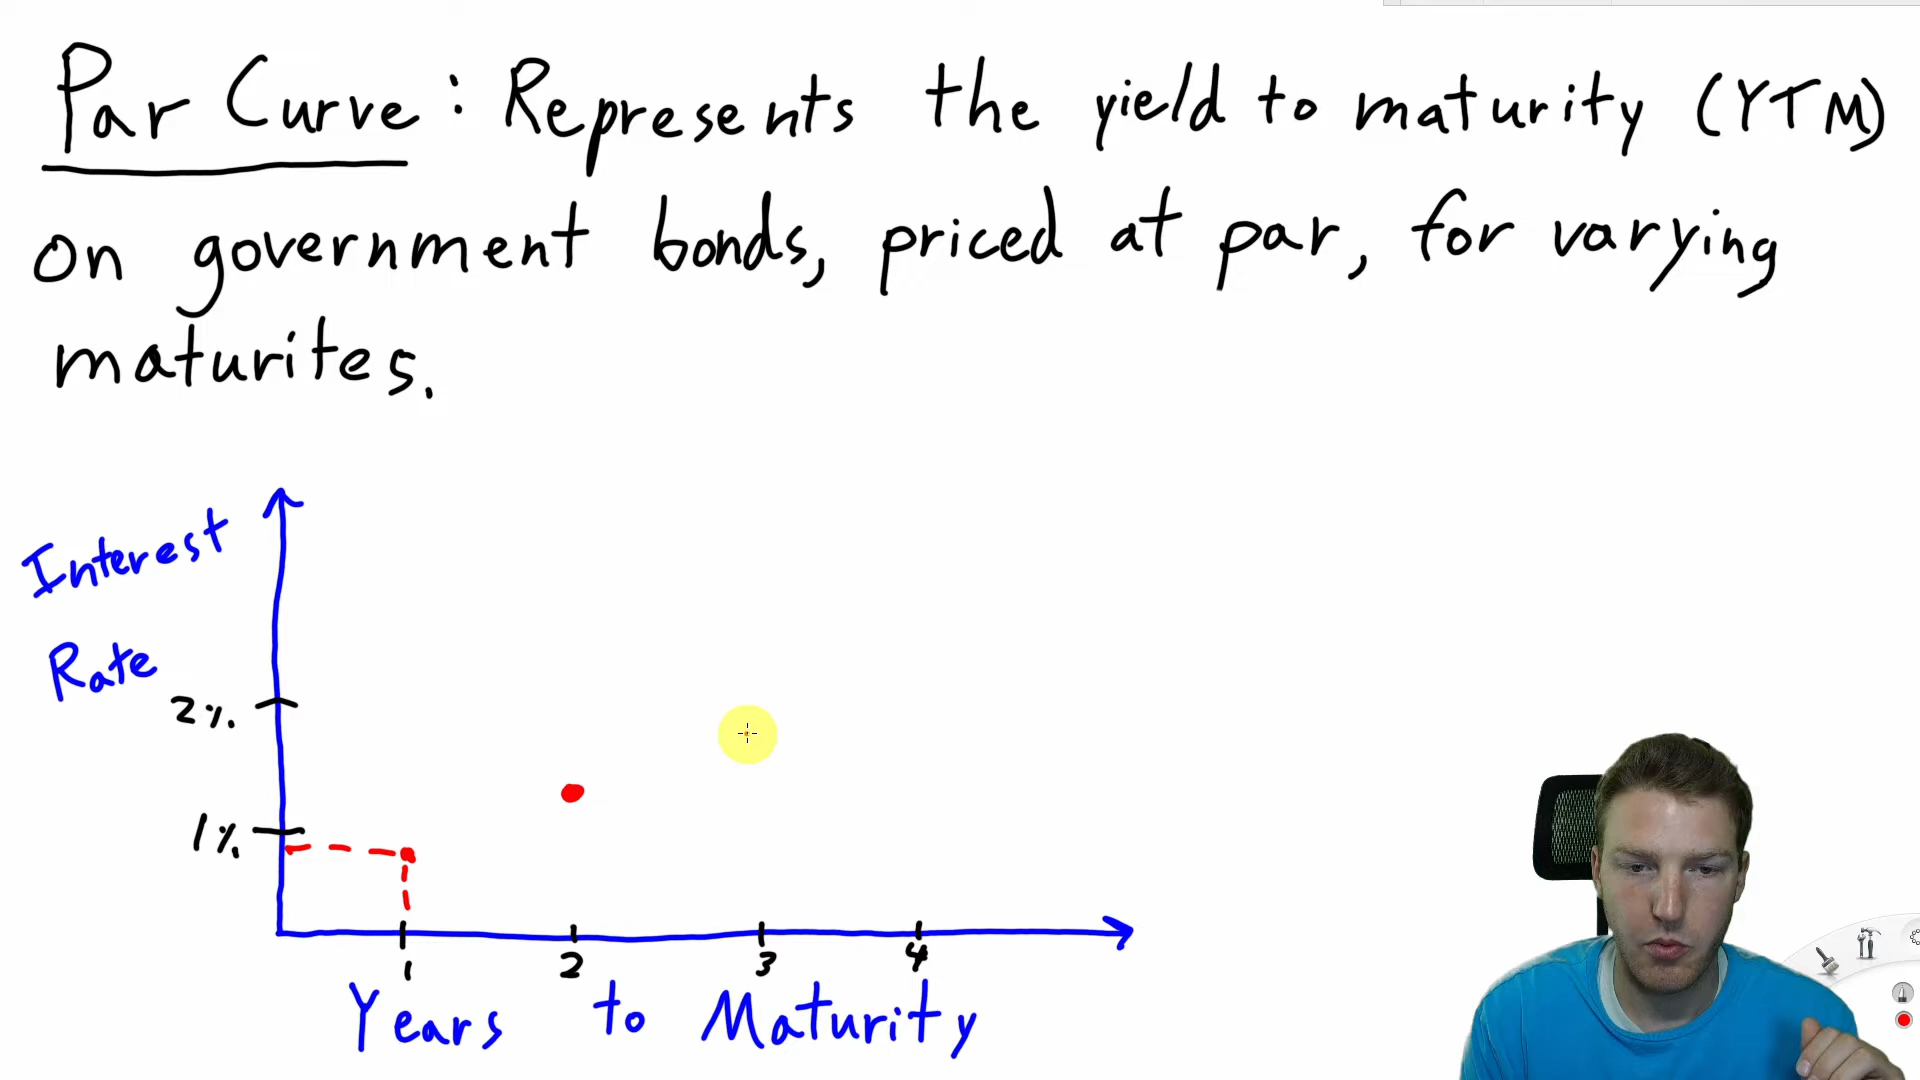 Par Curve: Represents the yield to maturity (YTM)
on government bonds, priced at par, for varying
maturites.
Interest
Rate
2%
1%
1 2 3 4
Years to Maturity